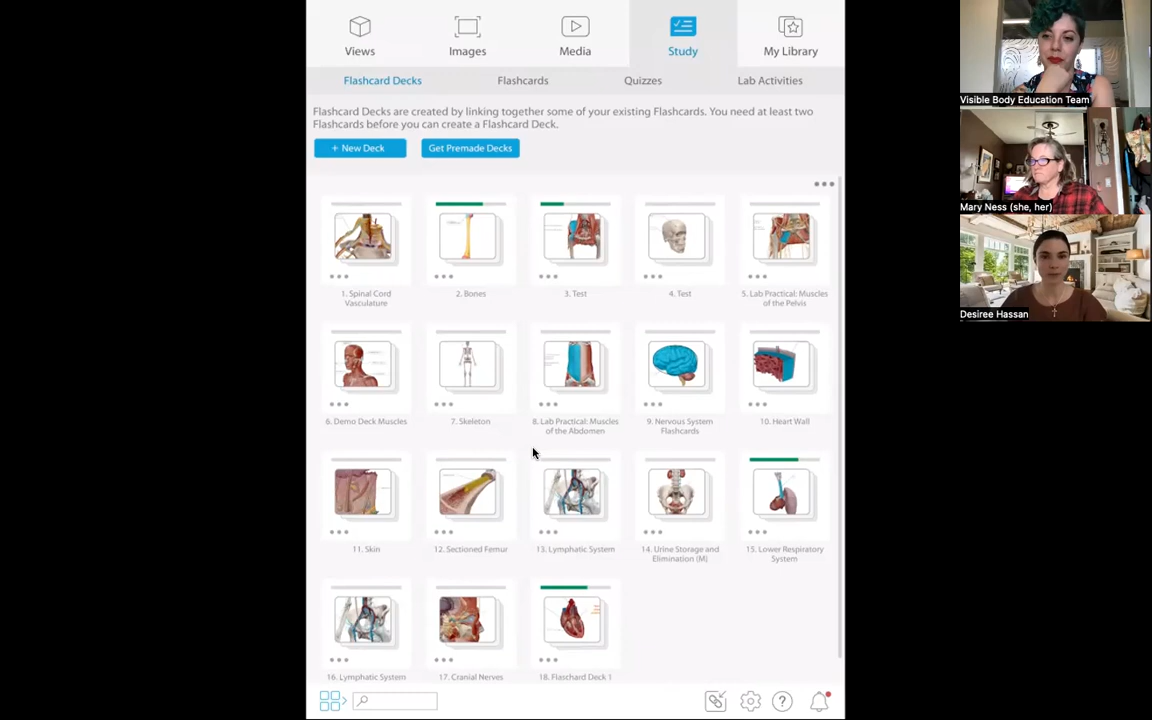 Views
Images
Media
Study
My Library
Flashcard Decks
Flashcards
Quizzes
Lab Activities
Flashcard Decks are created by linking together some of your existing Flashcards. You need at least two
Flashcards before you can create a Flashcard Deck.
+ New Deck
Get Premade Decks
1. Spinal Cord
Vasculature
2. Bones
3. Test
4. Test
5. Lab Practical: Muscles
of the Pelvis
6. Demo Deck Muscles
7. Skeleton
8. Lab Practical: Muscles
of the Abdomen
9. Nervous System
Flashcards
10. Heart Wall
11. Skin
12. Sectioned Femur
13. Lymphatic System
14. Urine Storage and
Elimination (M)
15. Lower Respiratory
System
16. Lymphatic System
17. Cranial Nerves
18. Flaschard Deck 1
Visible Body Education Team
Mary Ness (she, her)
Desiree Hassan